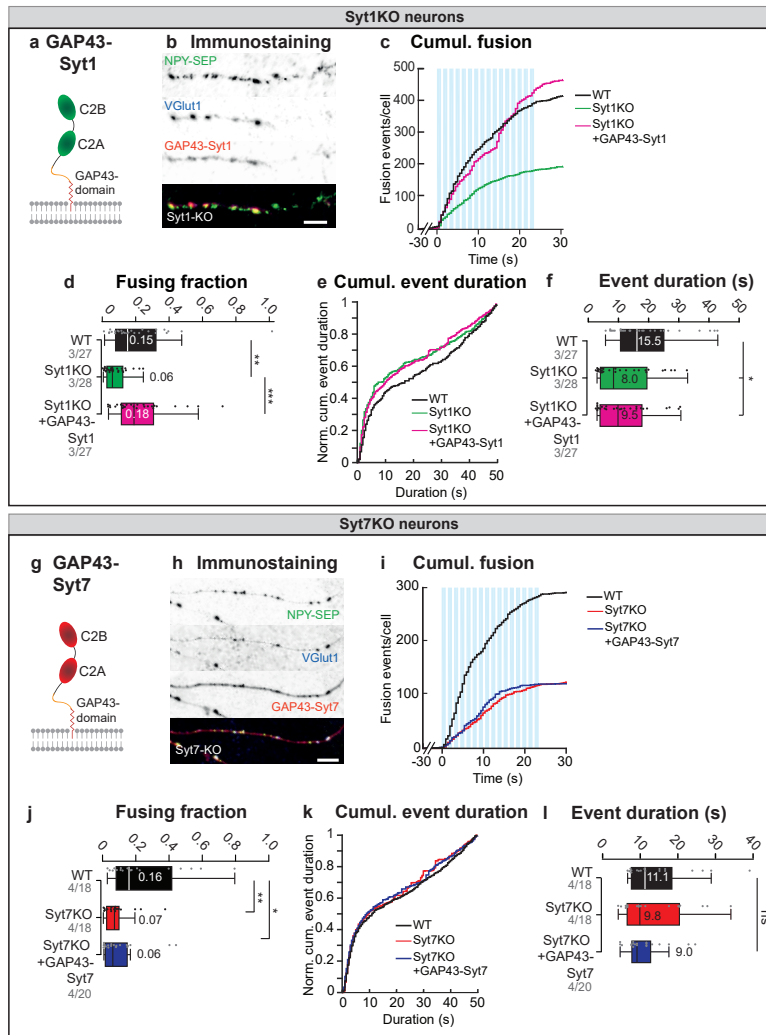 Syt1KO neurons
a GAP43-
Syt1
C2B
C2A
GAP43-
domain
b Immunostaining
NPY-SEP
VGlut1
GAP43-Syt1
Syt1-KO
c Cumul. fusion
500
400
300
200
100
0
Fusion events/cell
-30 0 10 20 30
Time (s)
WT
Syt1KO
Syt1KO
+GAP43-Syt1
d Fusing fraction
0 0.2 0.4 0.6 0.8 1.0
WT
3/27
0.15
Syt1KO
3/28
0.06
Syt1KO
+GAP43-
Syt1
3/27
0.18
**
***
e Cumul. event duration
1
0.8
0.6
0.4
0.2
0
Norm. cum. event duration
0 10 20 30 40 50
Duration (s)
WT
Syt1KO
Syt1KO
+GAP43-Syt1
f Event duration (s)
0 10 20 30 40 50
WT
3/27
15.5
Syt1KO
3/28
8.0
Syt1KO
+GAP43-
Syt1
3/27
9.5
*
Syt7KO neurons
g GAP43-
Syt7
C2B
C2A
GAP43-
domain
h Immunostaining
NPY-SEP
VGlut1
GAP43-Syt7
Syt7-KO
i Cumul. fusion
300
200
100
0
Fusion events/cell
-30 0 10 20 30
Time (s)
WT
Syt7KO
Syt7KO
+GAP43-Syt7
j Fusing fraction
0 0.2 0.4 0.6 0.8 1.0
WT
4/18
0.16
Syt7KO
4/18
0.07
Syt7KO
+GAP43-
Syt7
4/20
0.06
**
*
k Cumul. event duration
1
0.8
0.6
0.4
0.2
0
Norm. cum. event duration
0 10 20 30 40 50
Duration (s)
WT
Syt7KO
Syt7KO
+GAP43-Syt7
l Event duration (s)
0 10 20 30 40
WT
4/18
11.1
Syt7KO
4/18
9.8
Syt7KO
+GAP43-
Syt7
4/20
9.0
ns